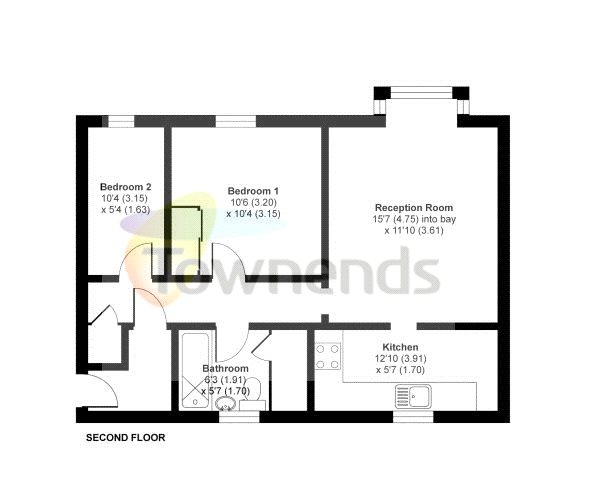 Bedroom 2
10'4 (3.15)
x 5'4 (1.63)
Bedroom 1
10'6 (3.20)
x 10'4 (3.15)
Reception Room
15'7 (4.75) into bay
x 11'10 (3.61)
Townends
Kitchen
12'10 (3.91)
x 5'7 (1.70)
Bathroom
6'3 (1.91)
x 5'7 (1.70)
SECOND FLOOR